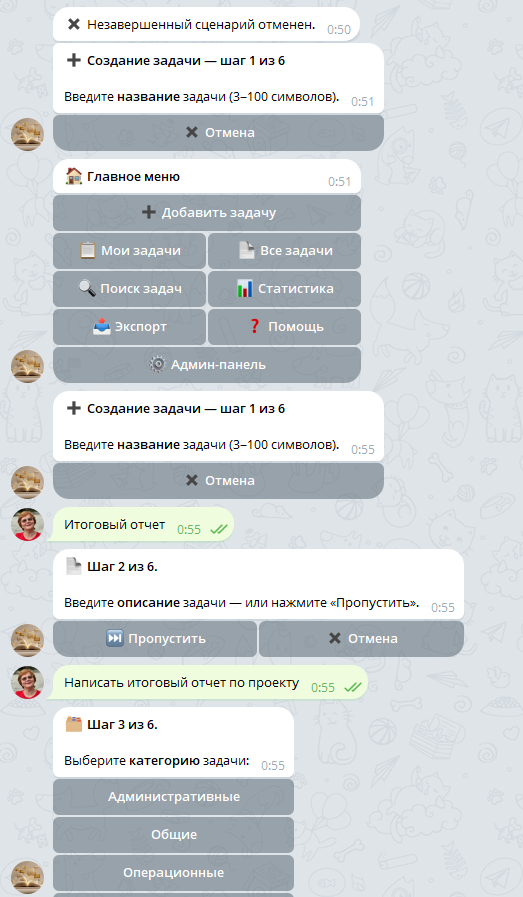 ✖ Незавершенный сценарий отменен. 0:50
➕ Создание задачи — шаг 1 из 6
Введите название задачи (3–100 символов). 0:51
✖ Отмена
🏠 Главное меню 0:51
➕ Добавить задачу
📋 Мои задачи
📄 Все задачи
🔍 Поиск задач
📊 Статистика
📤 Экспорт
❓ Помощь
⚙ Админ-панель
➕ Создание задачи — шаг 1 из 6
Введите название задачи (3–100 символов). 0:55
✖ Отмена
Итоговый отчет 0:55
📄 Шаг 2 из 6.
Введите описание задачи — или нажмите «Пропустить». 0:55
⏭ Пропустить
✖ Отмена
Написать итоговый отчет по проекту 0:55
🗂 Шаг 3 из 6.
Выберите категорию задачи: 0:55
Административные
Общие
Операционные